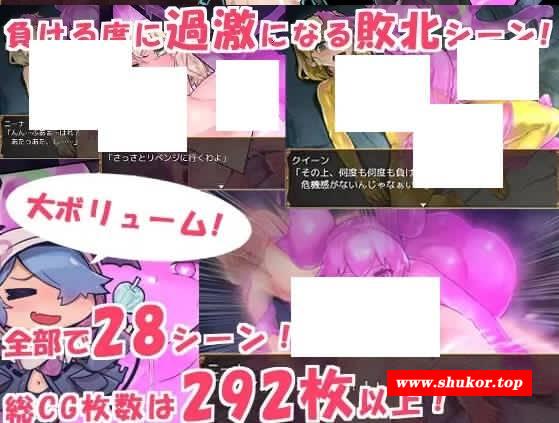 負ける度に過激になる敗北シーン!
ニーナ
「さっさとリベンジに行くわよ」
クイーン
「その上、何度も何度も負け
危機感がないんじゃなぁい
大ボリューム!
全部で28シーン!
総CG枚数は292枚以上!
www.shukor.top